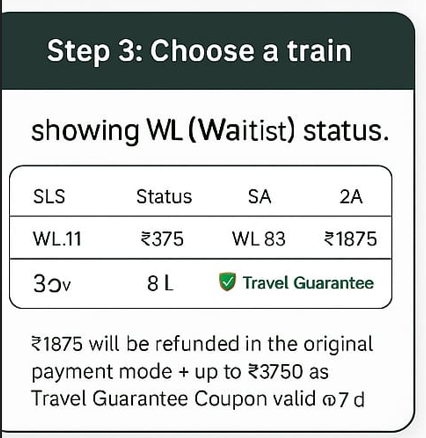 Step 3: Choose a train
showing WL (Waitist) status.
SLS Status SA 2A
WL.11 ₹375 WL 83 ₹1875
8 L Travel Guarantee
₹1875 will be refunded in the original
payment mode + up to ₹3750 as
Travel Guarantee Coupon valid 7 d